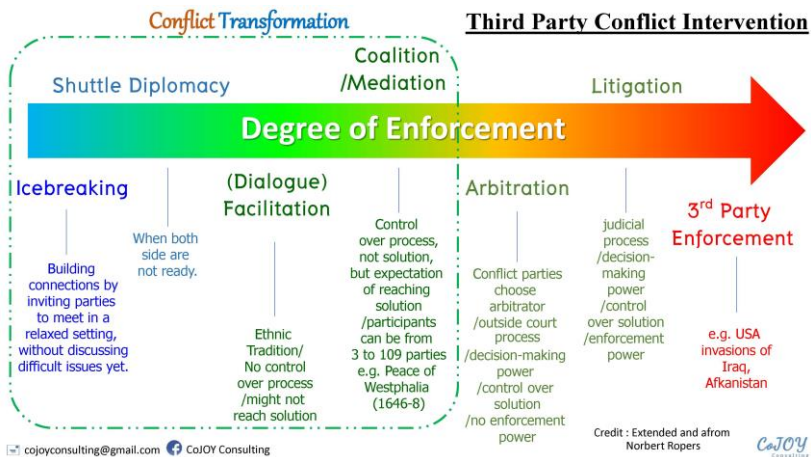 Conflict Transformation
Third Party Conflict Intervention
Shuttle Diplomacy
Coalition
/Mediation
Litigation
Degree of Enforcement
Icebreaking
Building
connections by
inviting parties
to meet in a
relaxed setting,
without discussing
difficult issues yet.
When both
side are
not ready.
(Dialogue)
Facilitation
Ethnic
Tradition/
No control
over process
/might not
reach solution
Control
over process,
not solution,
but expectation
of reaching
solution
/participants
can be from
3 to 109 parties
e.g. Peace of
Westphalia
(1646-8)
Arbitration
Conflict parties
choose
arbitrator
/outside court
process
/decision-making
power
/control over
solution
/no enforcement
power
judicial
process
/decision-
making
power
/control
over solution
/enforcement
power
3rd Party
Enforcement
e.g. USA
invasions of
Iraq,
Afkanistan
cojoyconsulting@gmail.com
CoJOY Consulting
Credit : Extended and afrom
Norbert Ropers
CoJOY
Consulting